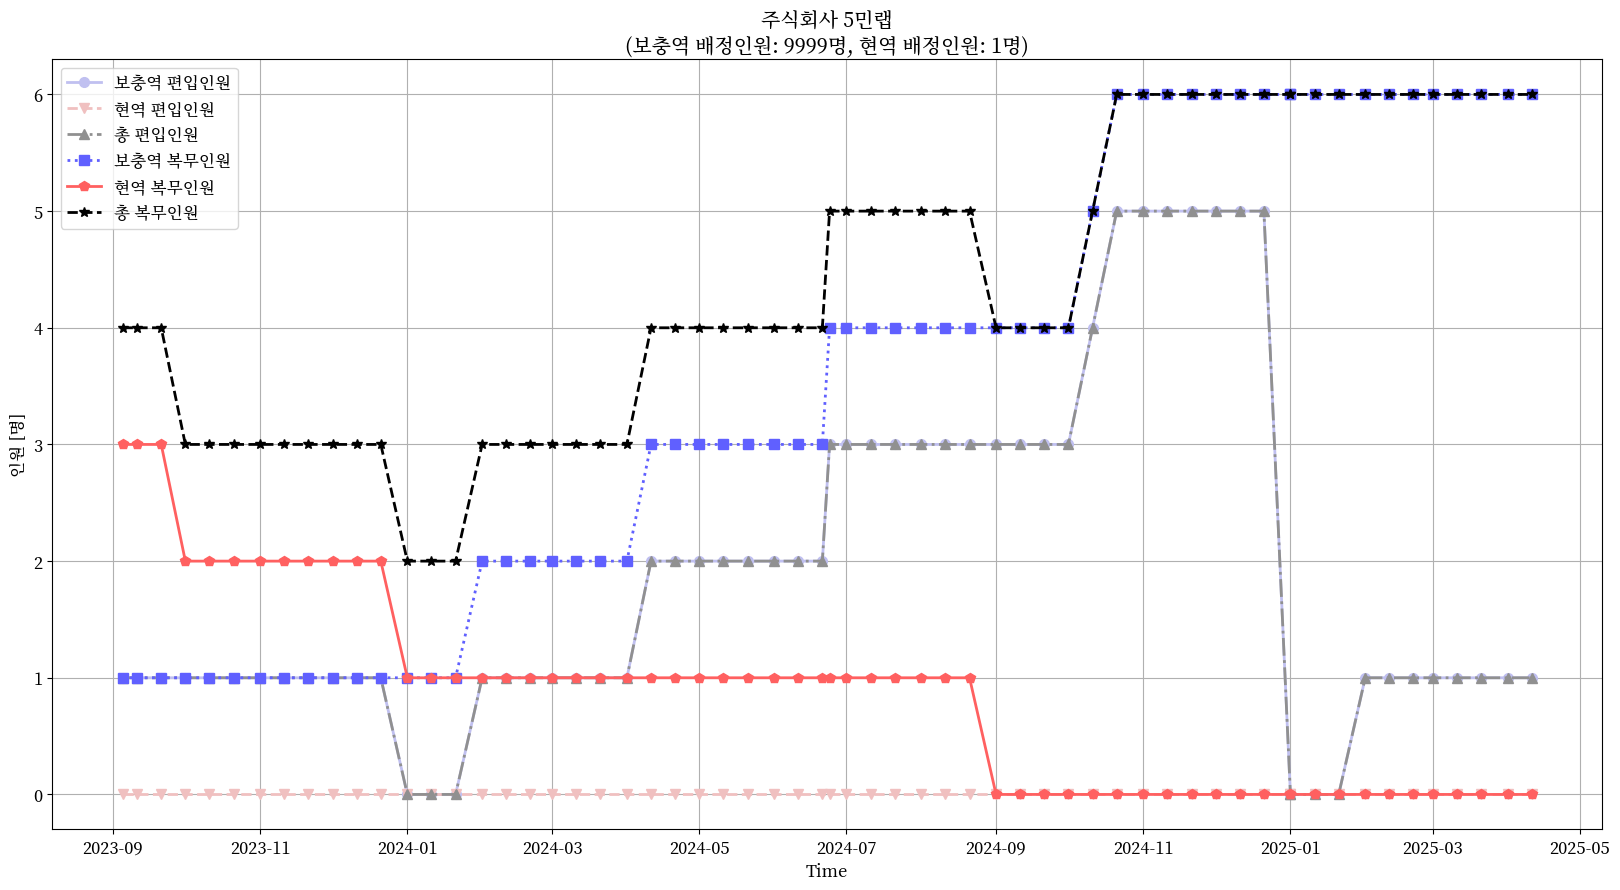 주식회사 5민랩
(보충역 배정인원: 9999명, 현역 배정인원: 1명)
보충역 편입인원
현역 편입인원
총 편입인원
보충역 복무인원
현역 복무인원
총 복무인원
6
5
4
3
2
1
0
인원 [명]
2023-09
2023-11
2024-01
2024-03
2024-05
2024-07
2024-09
2024-11
2025-01
2025-03
2025-05
Time